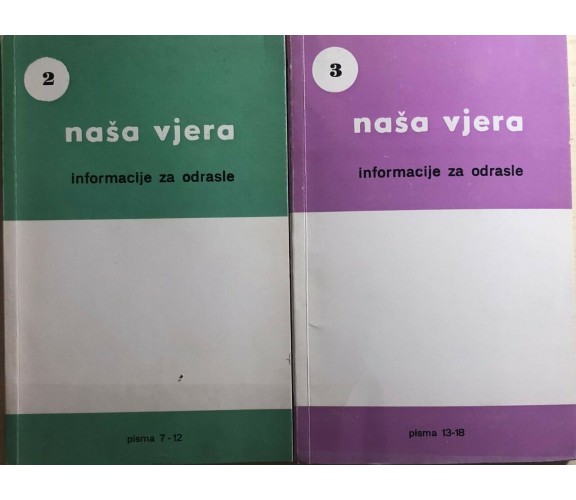 2
naša vjera
informacije za odrasle
pisma 7-12
3
naša vjera
informacije za odrasle
pisma 13-18